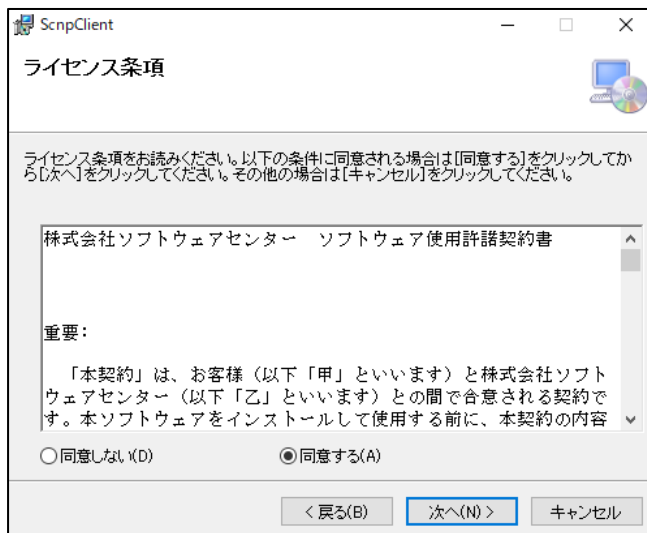 ScnpClient
ライセンス条項
ライセンス条項をお読みください。以下の条件に同意される場合は[同意する]をクリックしてか
ら[次へ]をクリックしてください。その他の場合は[キャンセル]をクリックしてください。
株式会社ソフトウェアセンター　ソフトウェア使用許諾契約書
重要：
「本契約」は、お客様（以下「甲」といいます）と株式会社ソフト
ウェアセンター（以下「乙」といいます）との間で合意される契約で
す。本ソフトウェアをインストールして使用する前に、本契約の内容
同意しない(D)
同意する(A)
< 戻る(B)
次へ(N) >
キャンセル